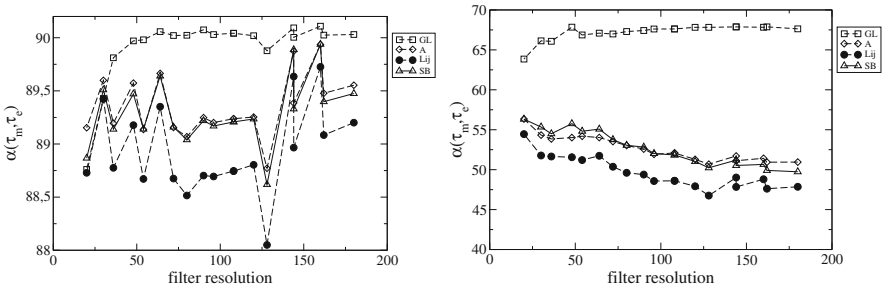 α(τm,τe)
90
89.5
89
88.5
88
0 50 100 150 200
filter resolution
GL
A
Lij
SB
α(τm,τe)
70
65
60
55
50
45
40
0 50 100 150 200
filter resolution
GL
A
Lij
SB